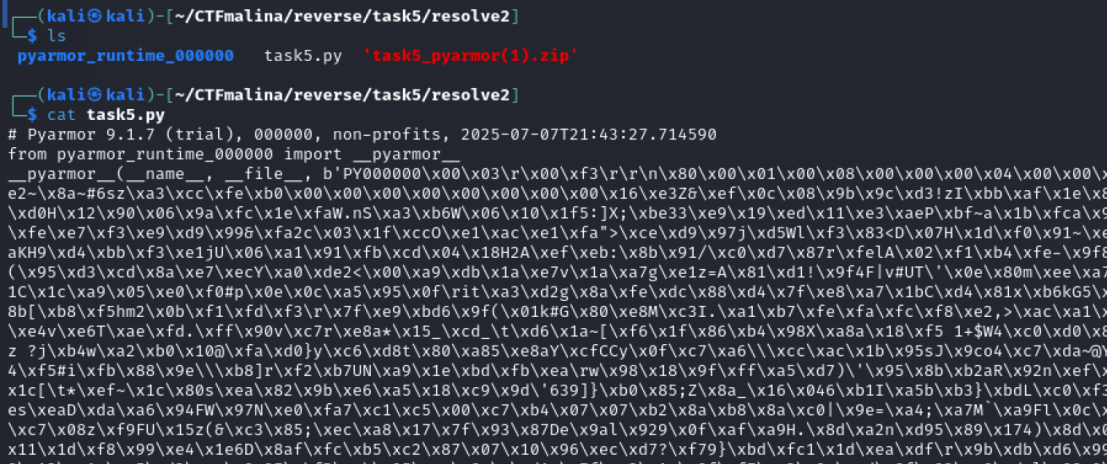 ┌──(kali㉿kali)-[~/CTFmalina/reverse/task5/resolve2]
└─$ ls
pyarmor_runtime_000000   task5.py  'task5_pyarmor(1).zip'
┌──(kali㉿kali)-[~/CTFmalina/reverse/task5/resolve2]
└─$ cat task5.py
# Pyarmor 9.1.7 (trial), 000000, non-profits, 2025-07-07T21:43:27.714590
from pyarmor_runtime_000000 import __pyarmor__
__pyarmor__(__name__, __file__, b'PY000000\x00\x03\r\x00\xf3\r\r\n\x80\x00\x01\x00\x08\x00\x00\x00\x04\x00\x00\x
e2~\x8a~#6sz\xa3\xcc\xfe\xb0\x00\x00\x00\x00\x00\x00\x00\x00\x16\xe3Z&\xef\x0c\x08\x9b\x9c\xd3!zI\xbb\xaf\x1e\x8
\xd0H\x12\x90\x06\x9a\xfc\x1e\xfaW.nS\xa3\xb6W\x06\x10\x1f5:]X;\xbe33\xe9\x19\xed\x11\xe3\xaeP\xbf~a\x1b\xfca\x9
\xfe\xe7\xf3\xe9\xd9\x99&\xfa2c\x03\x1f\xccO\xe1\xac\xe1\xfa">\xce\xd9\x97j\xd5Wl\xf3\x83<D\x07H\x1d\xf0\x91~\xe
aKH9\xd4\xbb\xf3\xe1jU\x06\xa1\x91\xfb\xcd\x04\x18H2A\xef\xeb:\x8b\x91/\xc0\xd7\x87r\xfelA\x02\xf1\xb4\xfe-\x9f8
(\x95\xd3\xcd\x8a\xe7\xecY\xa0\xde2<\x00\xa9\xdb\x1a\xe7v\x1a\xa7g\xe1z=A\x81\xd1!\x9f4F|v#UT\'\x0e\x80m\xee\xa7
1C\x1c\xa9\x05\xe0\xf0#p\x0e\x0c\xa5\x95\x0f\rit\xa3\xd2g\x8a\xfe\xdc\x88\xd4\x7f\xe8\xa7\x1bC\xd4\x81x\xb6kG5\x
8b[\xb8\xf5hm2\x0b\xf1\xfd\xf3\r\x7f\xe9\xbd6\x9f(\x01k#G\x80\xe8M\xc3I.\xa1\xb7\xfe\xfa\xfc\xf8\xe2,>\xac\xa1\x
\xe4v\xe6T\xae\xfd.\xff\x90v\xc7r\xe8a*\x15_\xcd_\t\xd6\x1a~[\xf6\x1f\x86\xb4\x98X\xa8a\x18\xf5 1+$W4\xc0\xd0\x8
z ?j\xb4w\xa2\xb0\x10@\xfa\xd0}y\xc6\xd8t\x80\xa85\xe8aY\xcfCCy\x0f\xc7\xa6\\\xcc\xac\x1b\x95sJ\x9co4\xc7\xda~@Y
4\xf5#i\xfb\x88\x9e\\\xb8]r\xf2\xb7UN\xa9\x1e\xbd\xfb\xea\rw\x98\x18\x9f\xff\xa5\xd7)\'\x95\x8b\xb2aR\x92n\xef\x
x1c[\t*\xef~\x1c\x80s\xea\x82\x9b\xe6\xa5\x18\xc9\x9d\'639]}\xb0\x85;Z\x8a_\x16\x046\xb1I\xa5b\xb3}\xbdL\xc0\xf3
es\xeaD\xda\xa6\x94FW\x97N\xe0\xfa7\xc1\xc5\x00\xc7\xb4\x07\x07\xb2\x8a\xb8\x8a\xc0|\x9e=\xa4;\xa7M`\xa9Fl\x0c\x
\xc7\x08z\xf9FU\x15z(&\xc3\x85;\xec\xa8\x17\x7f\x93\x87De\x9al\x929\x0f\xaf\xa9H.\x8d\xa2n\xd5\x89\x174)\x8d\x0
x11\x1d\xf8\x99\xe4\x1e6D\x8af\xfc\xb5\xc2\x87\x07\x10\x96\xec\xd7?\xf79}\xbd\xfc1\x1d\xea\xdf\r\x9b\xdb\xd6\x99